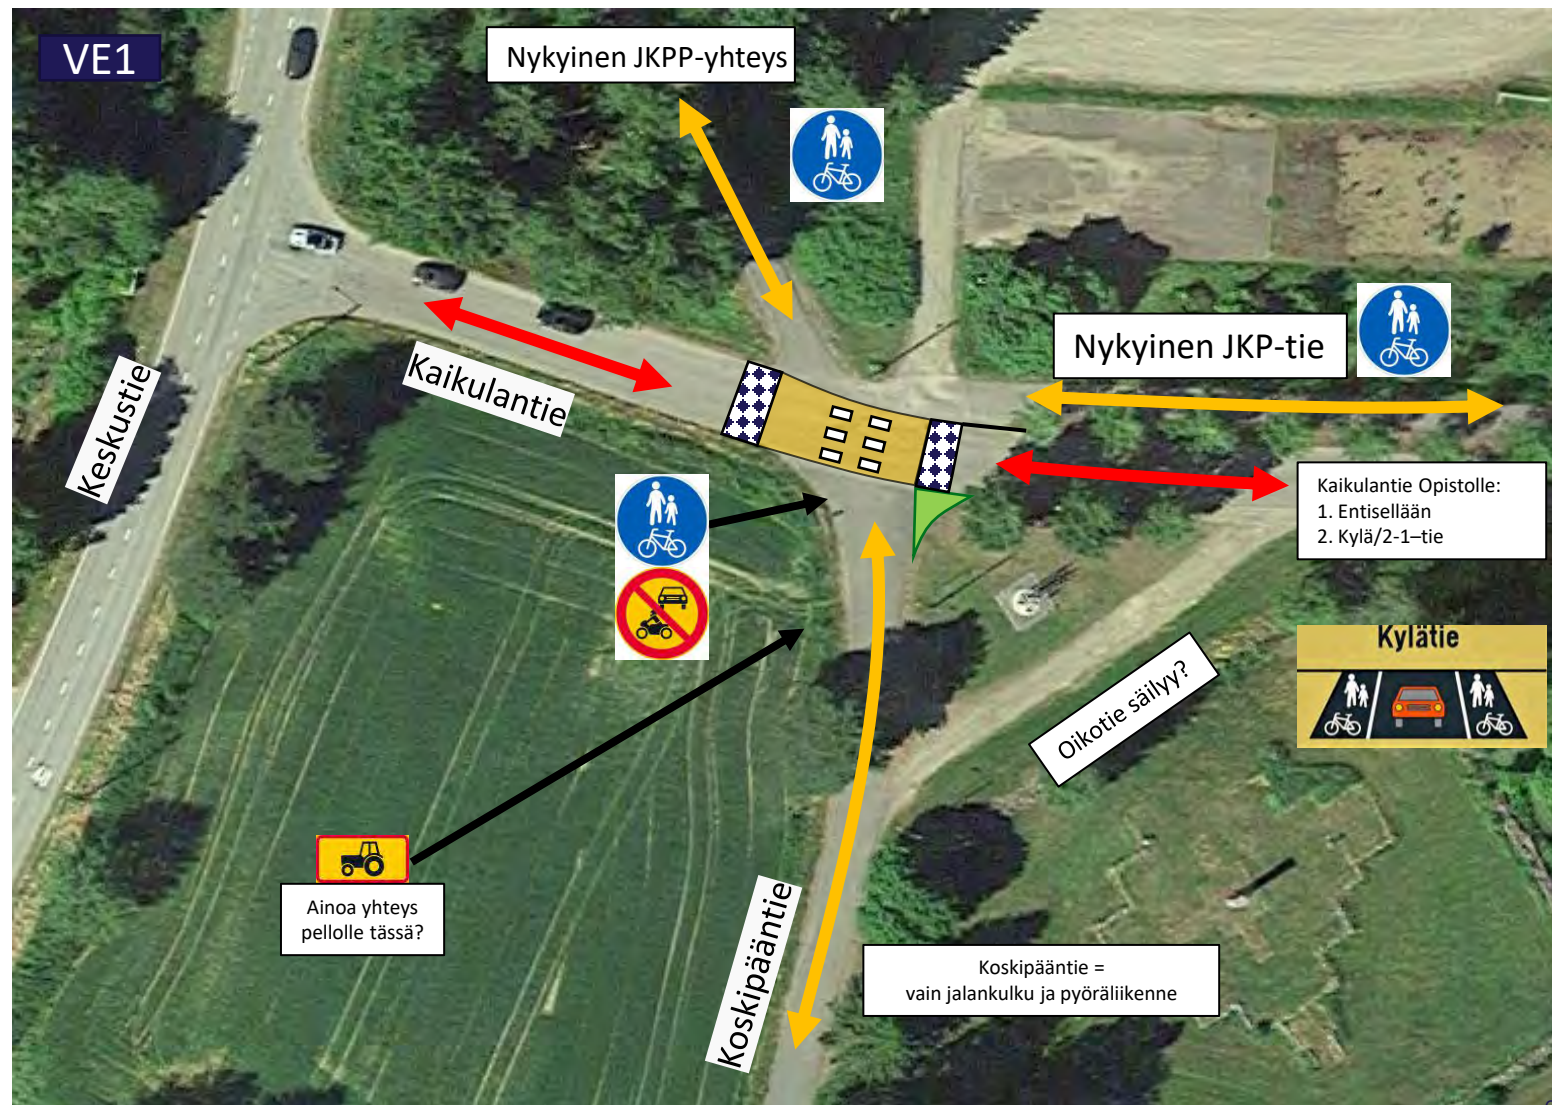 VE1
Nykyinen JKPP-yhteys
Nykyinen JKP-tie
Kaikulantie
Keskustie
Kaikulantie Opistolle:
1. Entisellään
2. Kylä/2-1–tie
Kylätie
Oikotie säilyy?
Ainoa yhteys
pellolle tässä?
Koskipääntie
Koskipääntie =
vain jalankulku ja pyöräliikenne